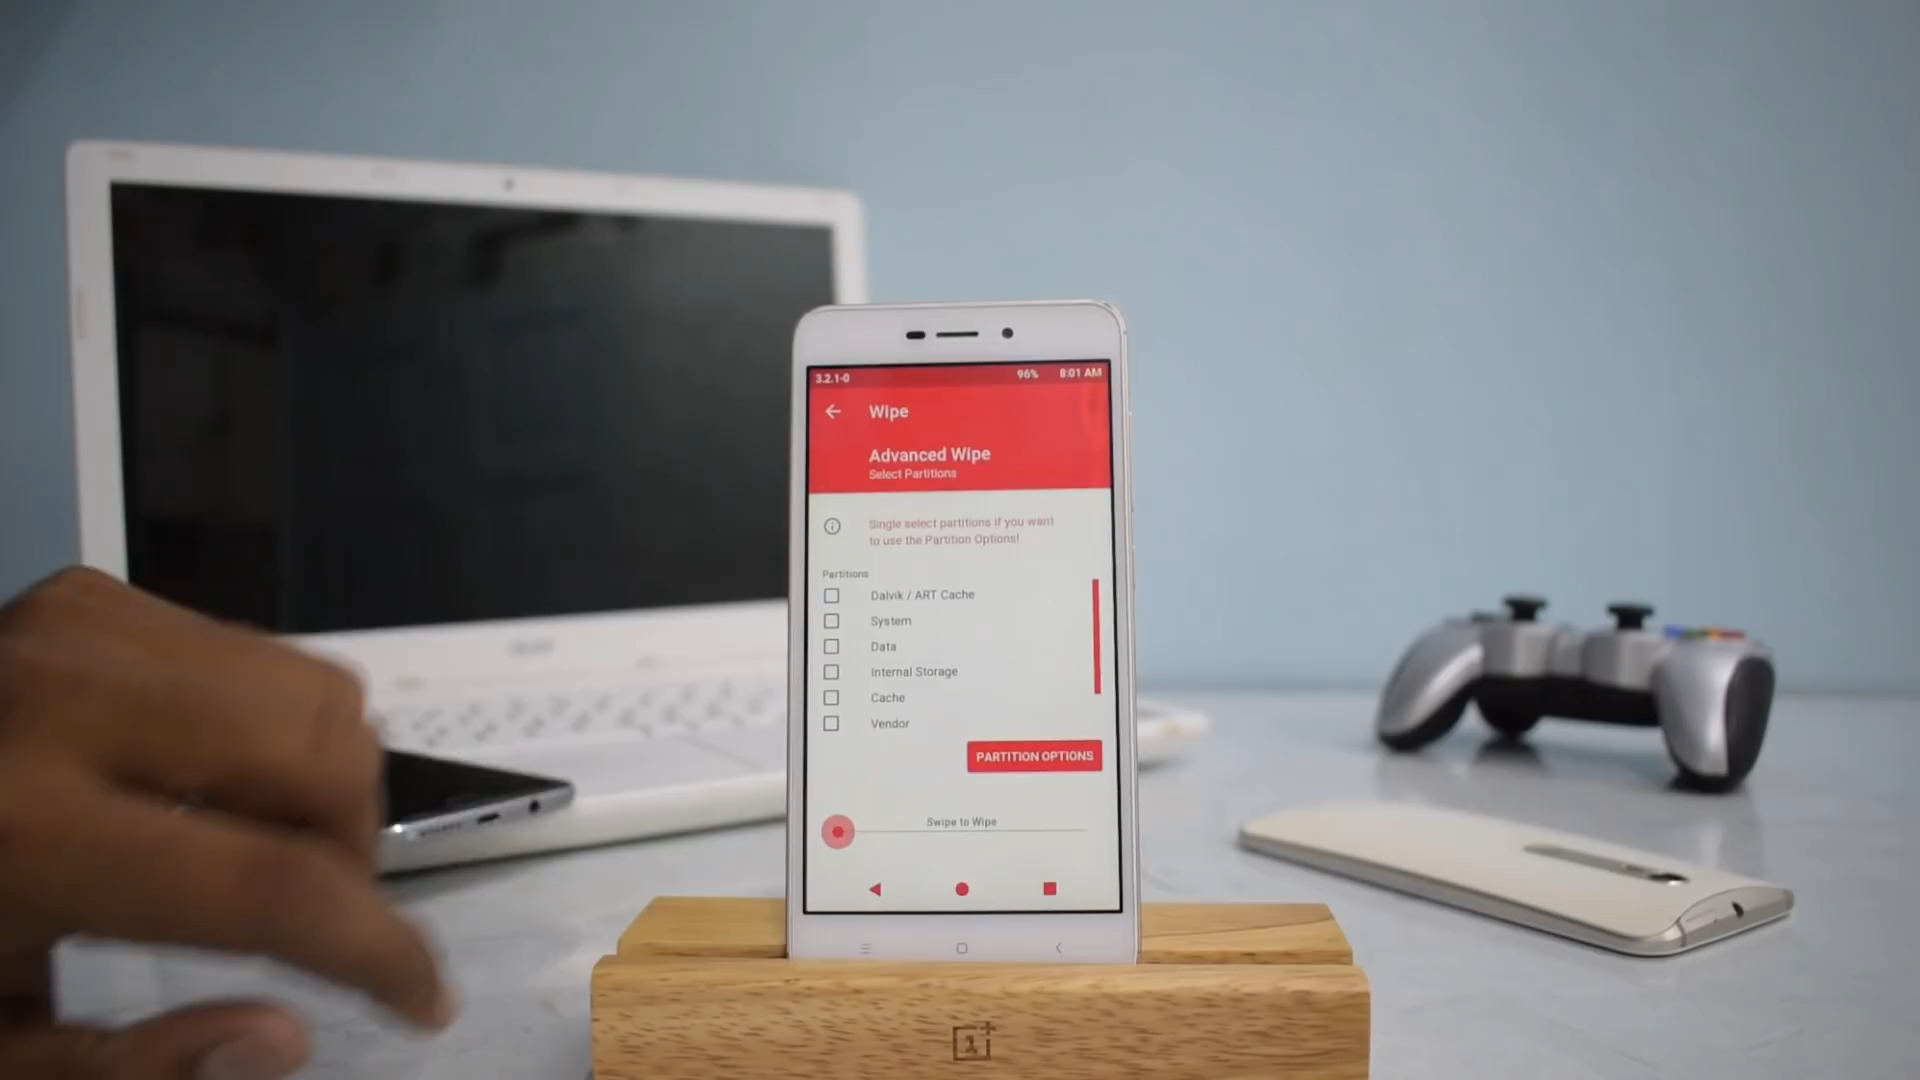 3.2.1-0 96% 8:01 AM
Wipe
Advanced Wipe
Select Partitions
Single select partitions if you want
to use the Partition Options!
Partitions
Dalvik / ART Cache
System
Data
Internal Storage
Cache
Vendor
PARTITION OPTIONS
Swipe to Wipe